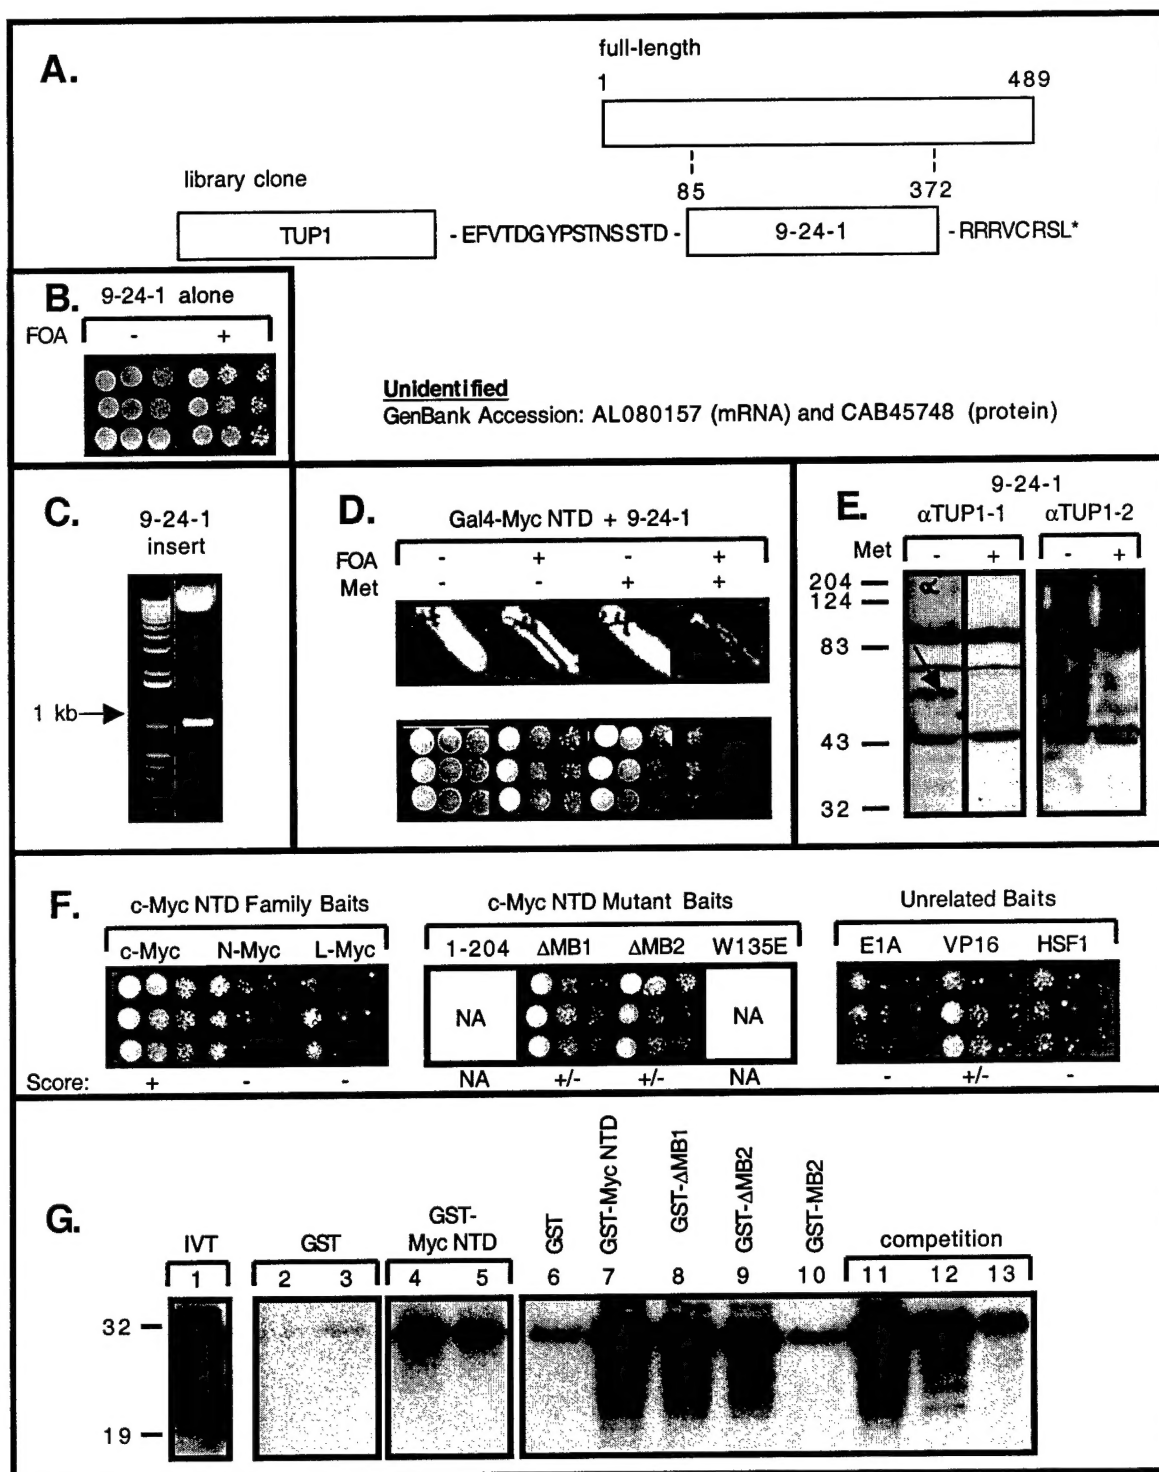 A.
full-length
1 489
85 372
library clone
TUP1 - EFVTDGYPSTNSSTD - 9-24-1 - RRRVCRSL*
B.
9-24-1 alone
FOA - +
Unidentified
GenBank Accession: AL080157 (mRNA) and CAB45748 (protein)
C.
9-24-1
insert
1 kb
D.
Gal4-Myc NTD + 9-24-1
FOA - + - +
Met - - + +
E.
9-24-1
αTUP1-1 αTUP1-2
Met - + - +
204
124
83
43
32
F.
c-Myc NTD Family Baits
c-Myc N-Myc L-Myc
c-Myc NTD Mutant Baits
1-204 ΔMB1 ΔMB2 W135E
NA NA
Unrelated Baits
E1A VP16 HSF1
Score: + - - NA +/- +/- NA - +/- -
G.
IVT
GST
GST-
Myc NTD
GST
GST-Myc NTD
GST-ΔMB1
GST-ΔMB2
GST-MB2
competition
1 2 3 4 5 6 7 8 9 10 11 12 13
32
19